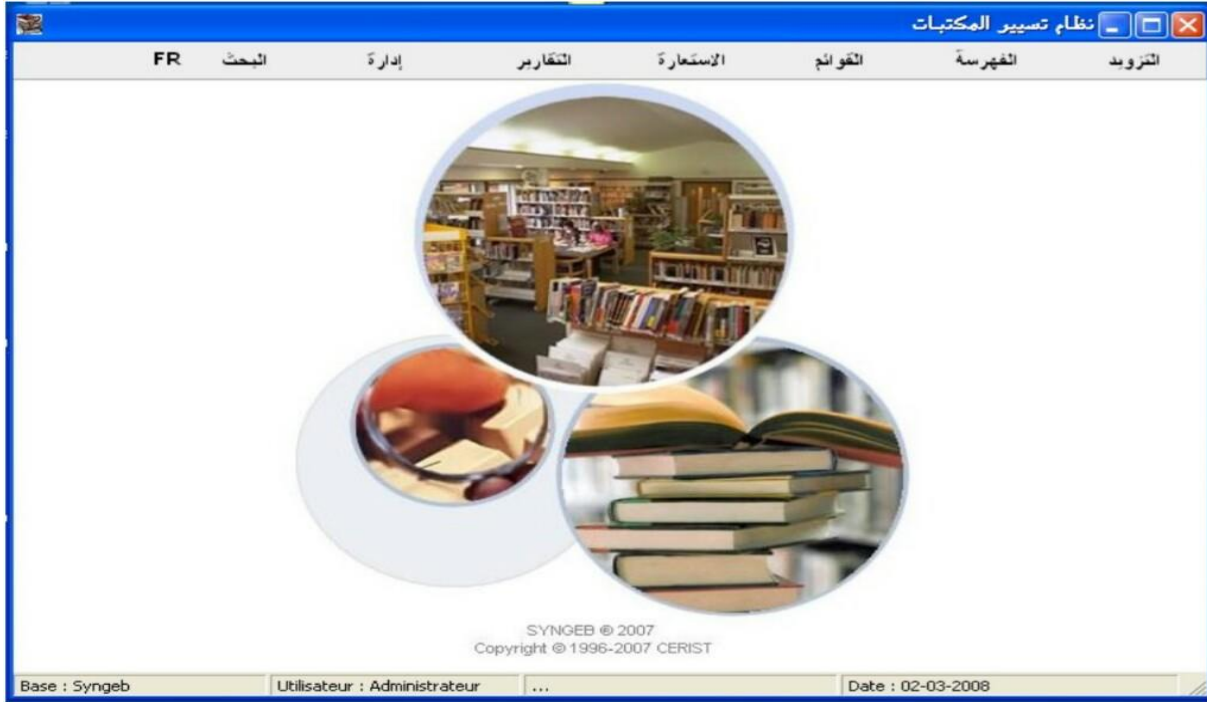 نظام تسيير المكتبات
التزويد الفهرسة القوائم الاستعارة التقارير إدارة البحث FR
SYNGEB ® 2007
Copyright © 1996-2007 CERIST
Base : Syngeb Utilisateur : Administrateur ... Date : 02-03-2008